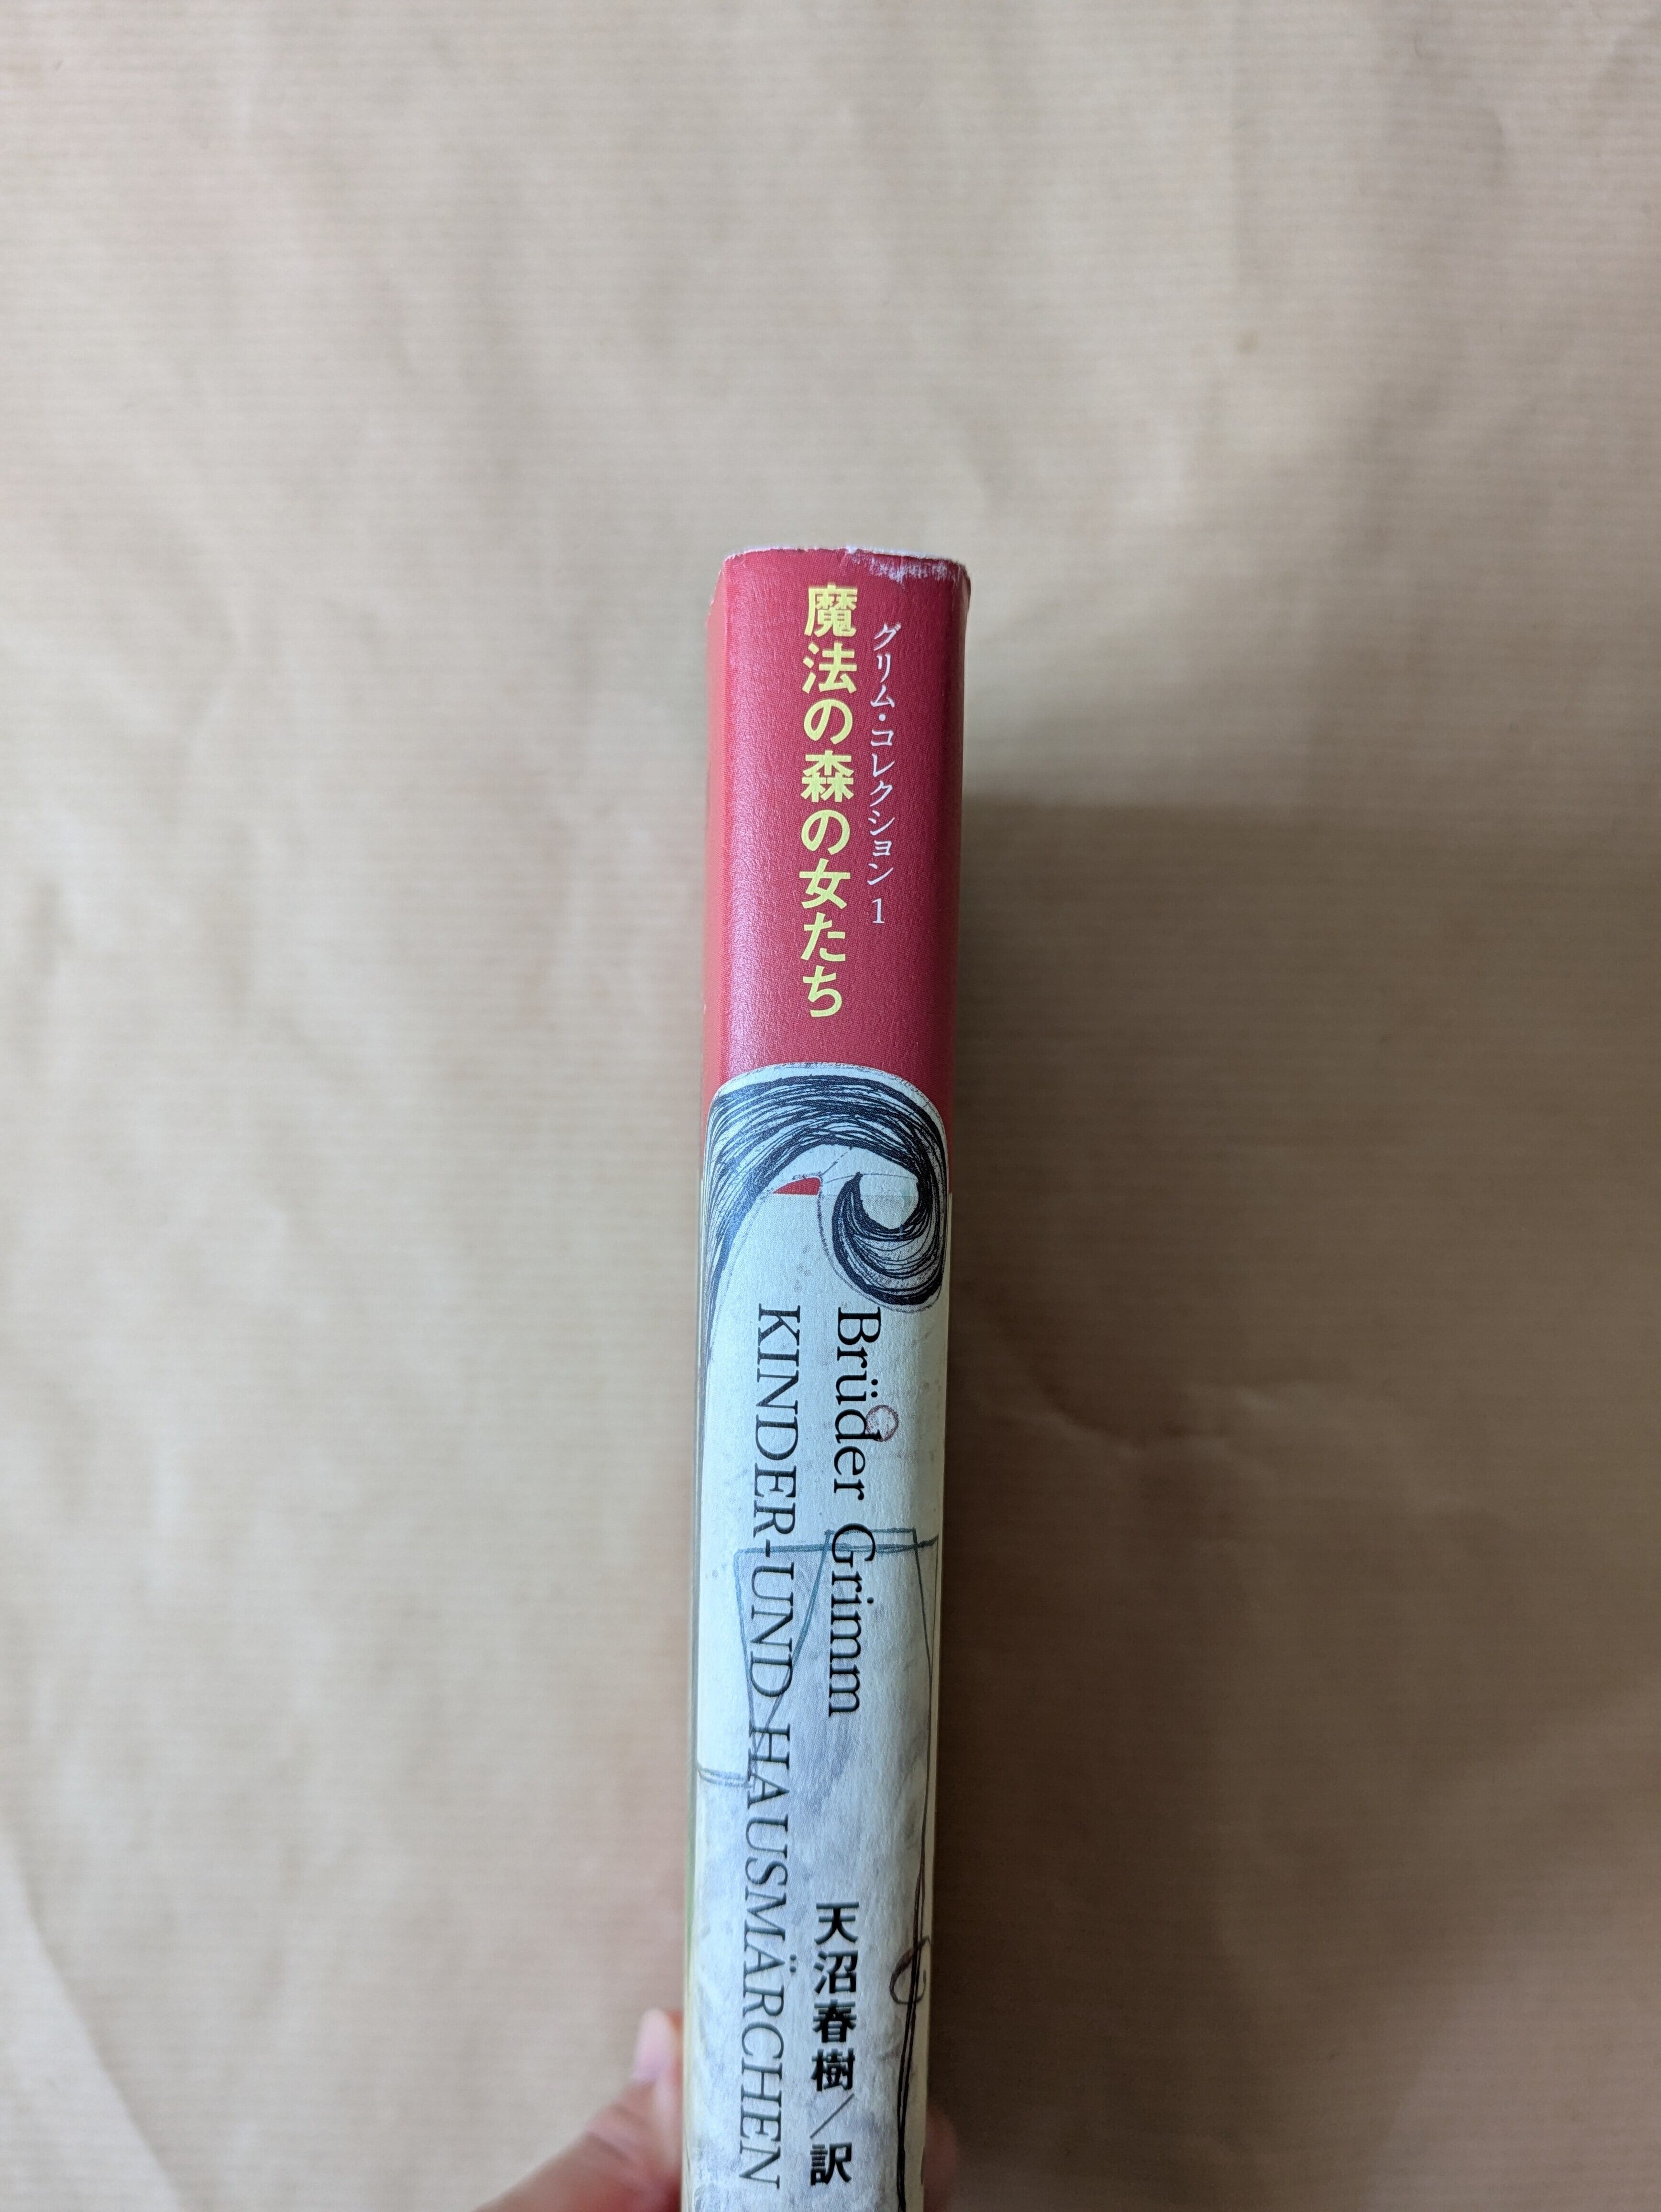 グリム・コレクション1
魔法の森の女たち
Brüder Grimm
KINDER-UND HAUSMÄRCHEN
天沼春樹/訳